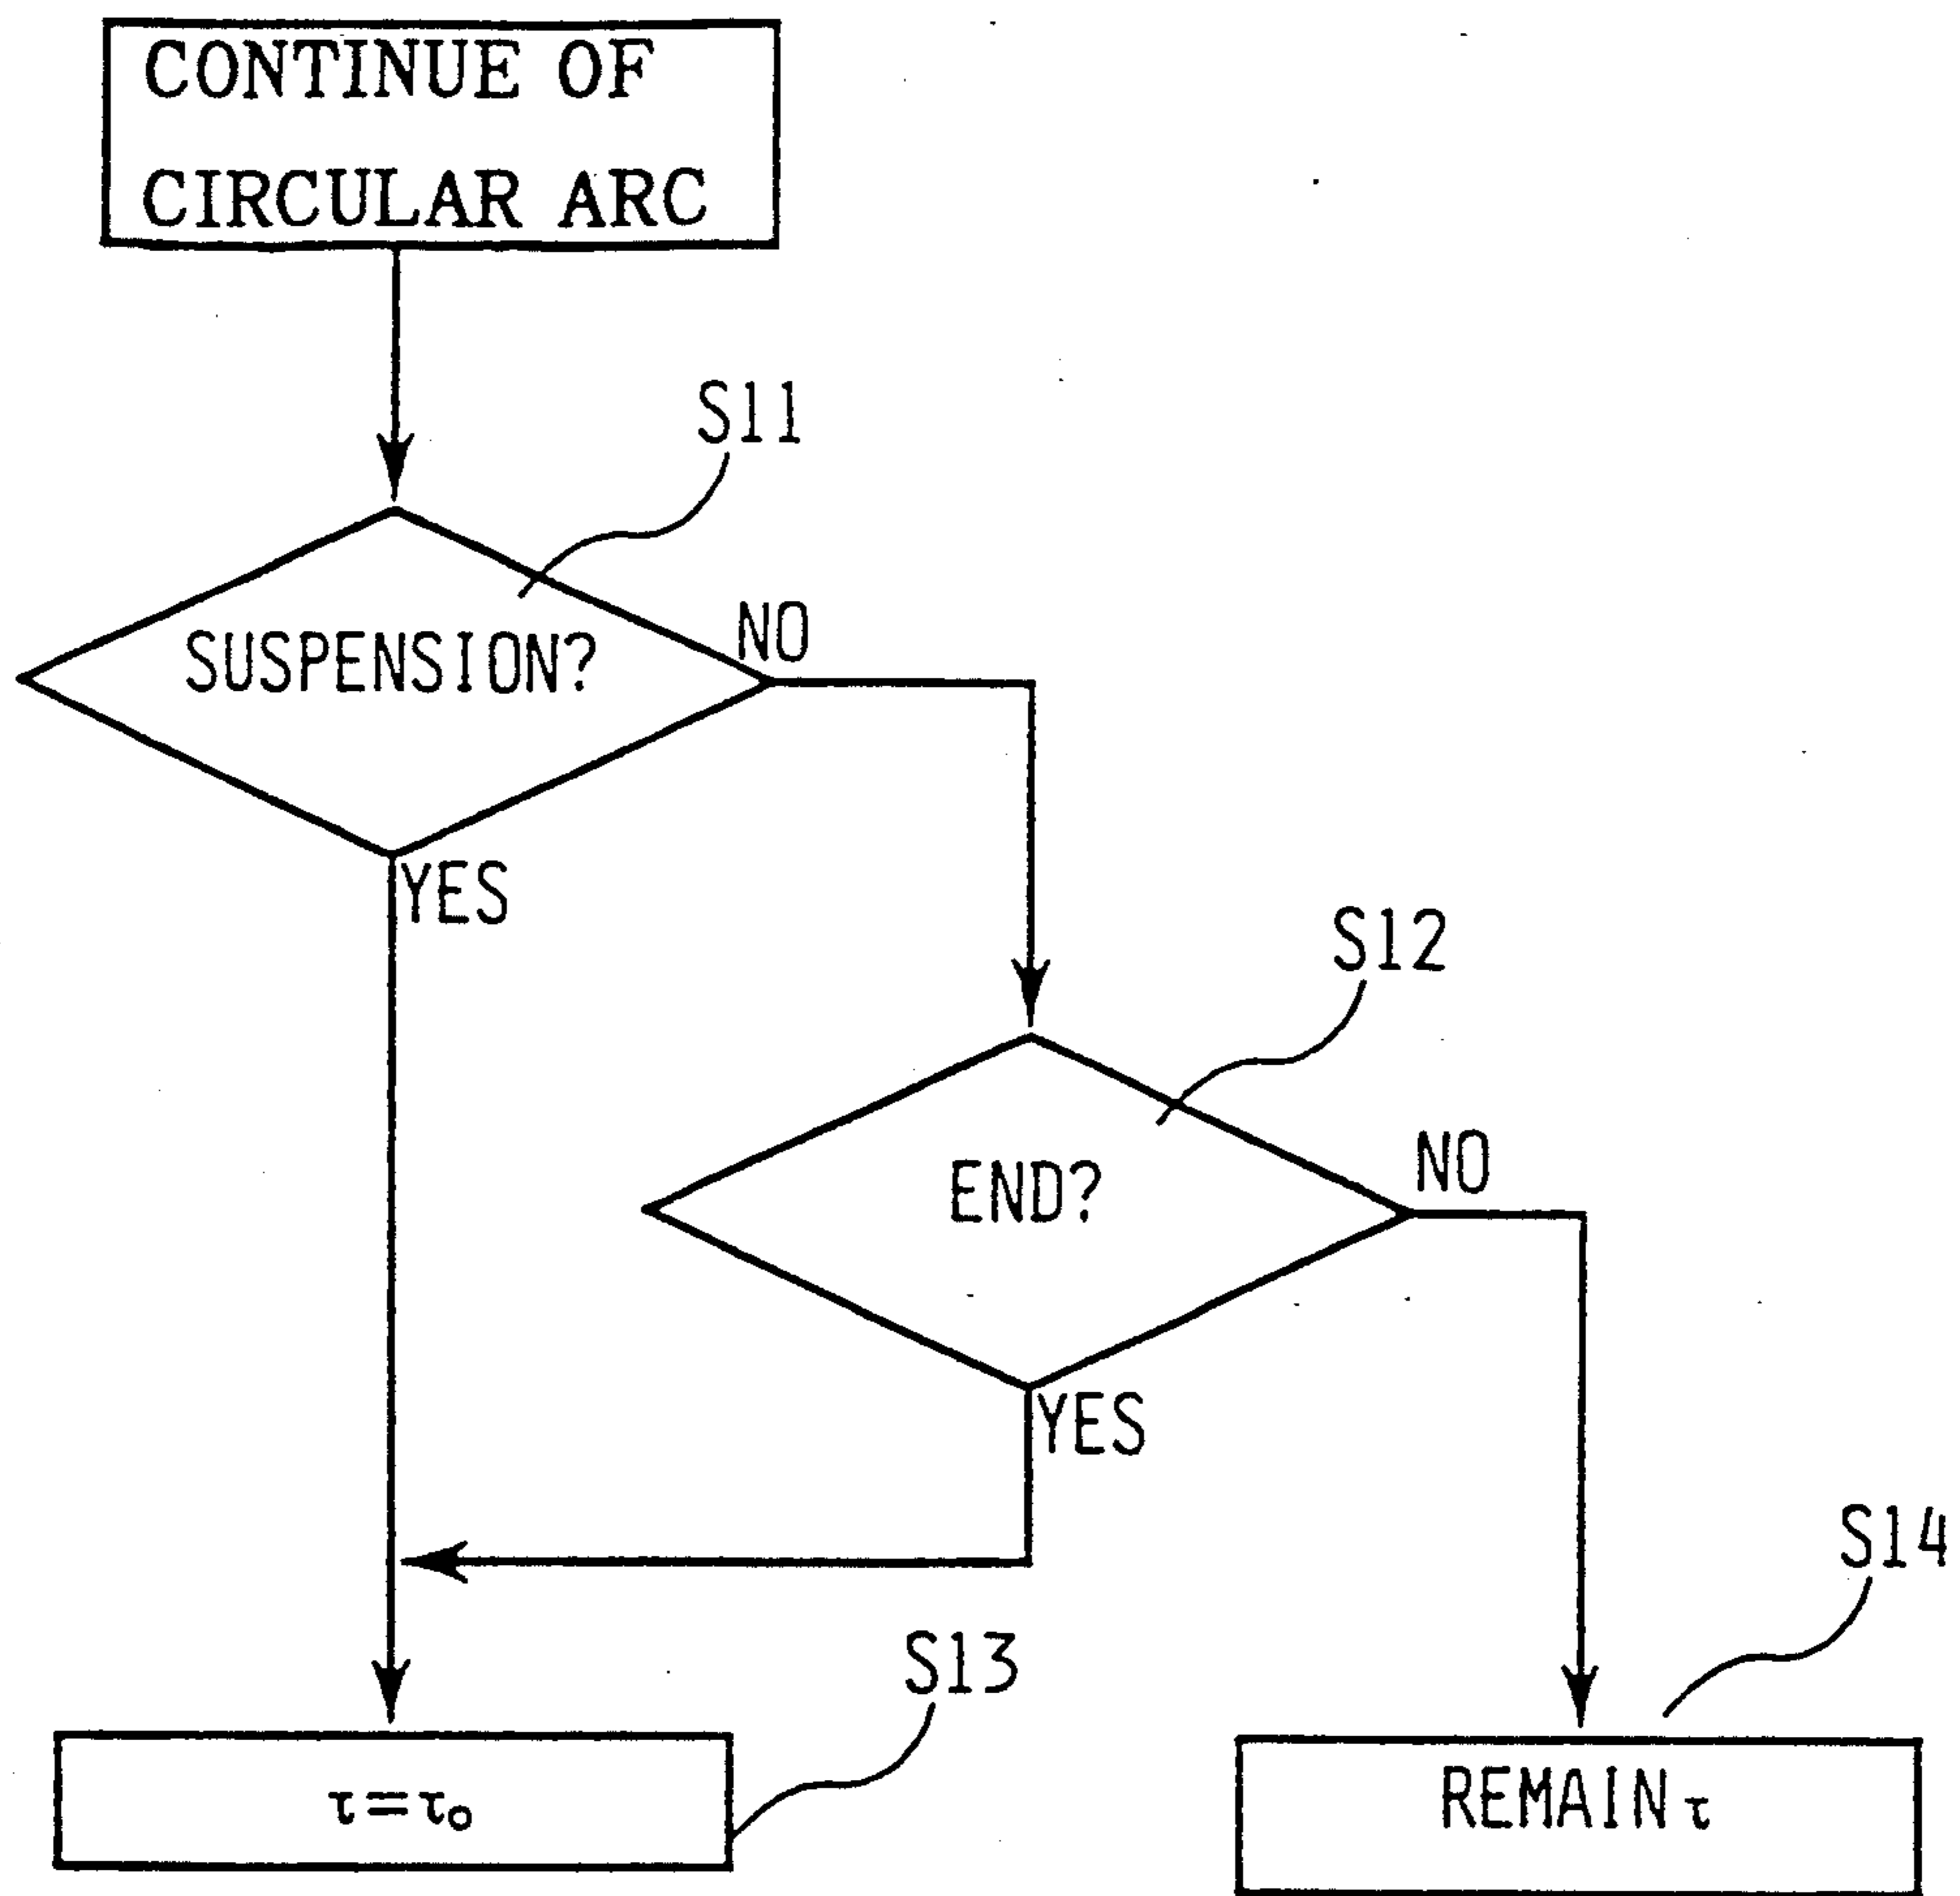 CONTINUE OF
CIRCULAR ARC
S11
SUSPENSION?
NO
YES
S12
END?
NO
YES
S13
τ=τ₀
S14
REMAIN τ